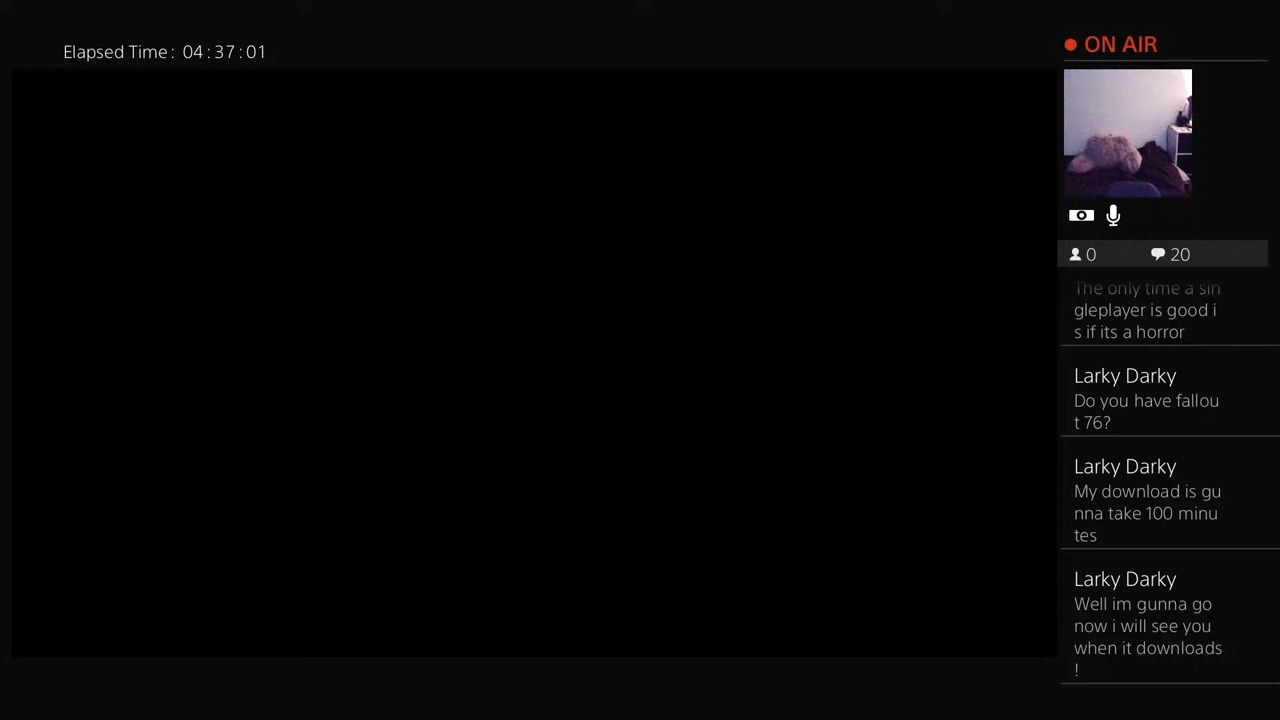 Elapsed Time: 04:37:01
ON AIR
0 20
The only time a sin
gleplayer is good i
s if its a horror
Larky Darky
Do you have fallou
t 76?
Larky Darky
My download is gu
nna take 100 minu
tes
Larky Darky
Well im gunna go
now i will see you
when it downloads
!